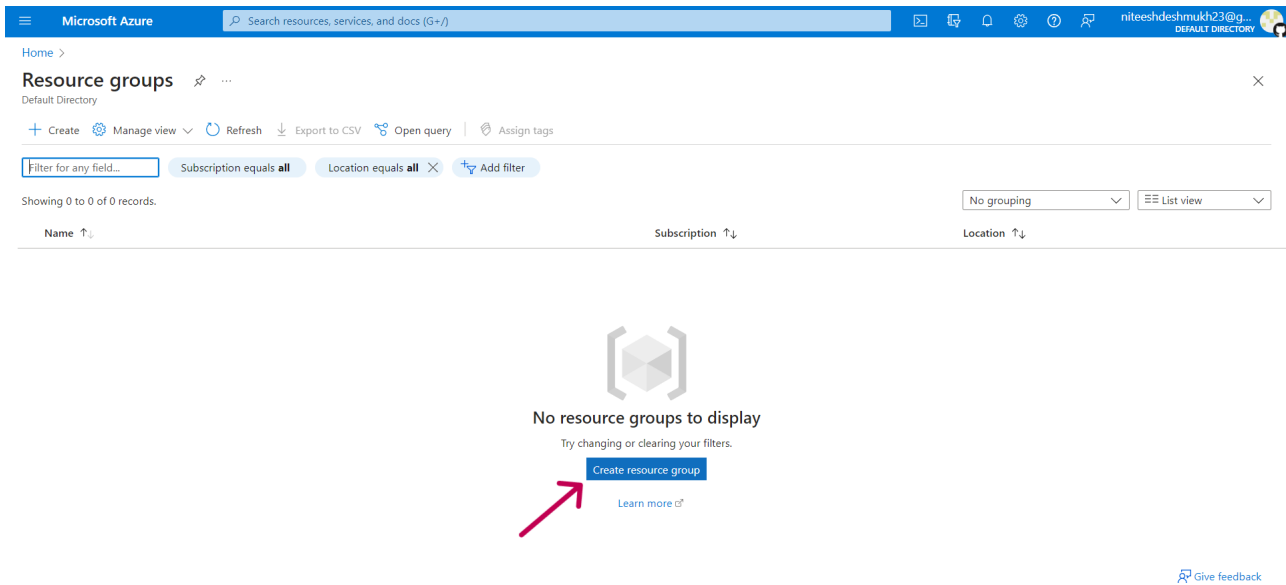 Microsoft Azure
Search resources, services, and docs (G+/)
niteeshdeshmukh23@g...
DEFAULT DIRECTORY
Home >
Resource groups ...
Default Directory
+ Create Manage view Refresh Export to CSV Open query Assign tags
Filter for any field... Subscription equals all Location equals all Add filter
Showing 0 to 0 of 0 records.
No grouping List view
Name ↑↓ Subscription ↑↓ Location ↑↓
No resource groups to display
Try changing or clearing your filters.
Create resource group
Learn more
Give feedback